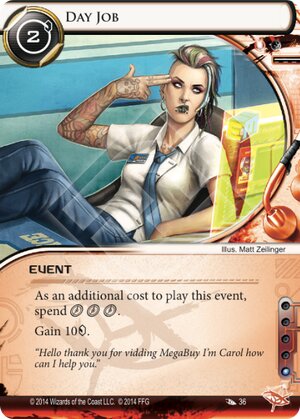 2
DAY JOB
Illus. Matt Zeilinger
EVENT
As an additional cost to play this event,
spend
Gain 10
"Hello thank you for vidding MegaBuy I'm Carol how
can I help you."
© 2014 Wizards of the Coast LLC. © 2014 FFG
36